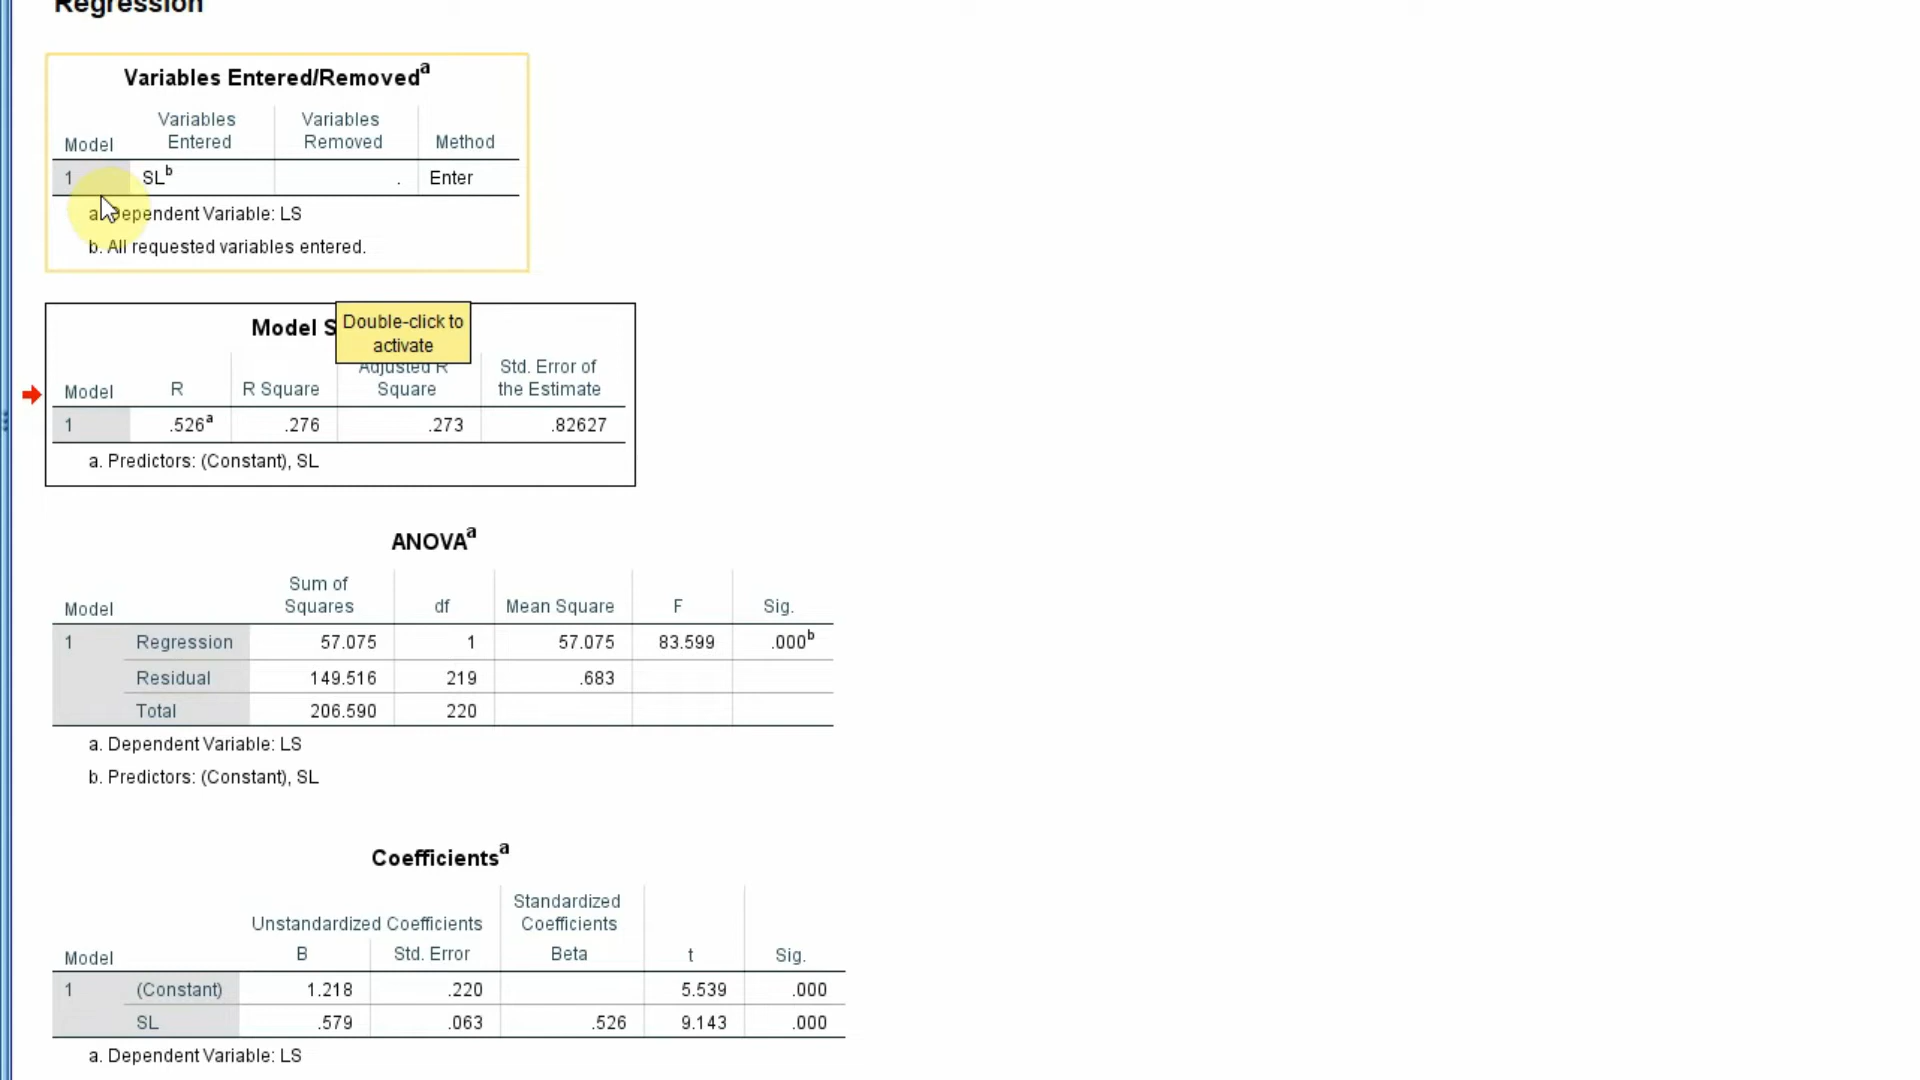 Regression
Variables Entered/Removedᵃ
Model Variables Entered Variables Removed Method
1 SLᵇ . Enter
a. Dependent Variable: LS
b. All requested variables entered.
Model S
Double-click to
activate
Model R R Square Adjusted R Square Std. Error of the Estimate
1 .526ᵃ .276 .273 .82627
a. Predictors: (Constant), SL
ANOVAᵃ
Model Sum of Squares df Mean Square F Sig.
1 Regression 57.075 1 57.075 83.599 .000ᵇ
Residual 149.516 219 .683
Total 206.590 220
a. Dependent Variable: LS
b. Predictors: (Constant), SL
Coefficientsᵃ
Unstandardized Coefficients Standardized Coefficients
Model B Std. Error Beta t Sig.
1 (Constant) 1.218 .220 5.539 .000
SL .579 .063 .526 9.143 .000
a. Dependent Variable: LS